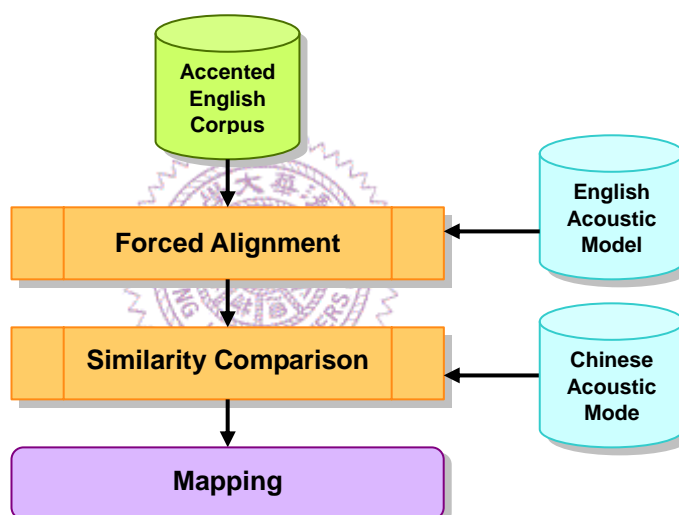 Accented
English
Corpus
English
Acoustic
Model
Forced Alignment
Similarity Comparison
Chinese
Acoustic
Mode
Mapping